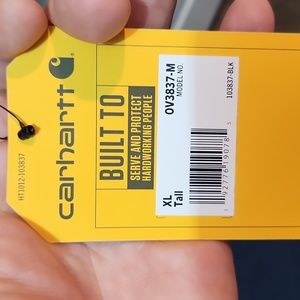 carhartt
HT1012-103837
BUILT TO
SERVE AND PROTECT
HARDWORKING PEOPLE
OV3837-M
MODEL NO.
103837-BLK
XL
Tall